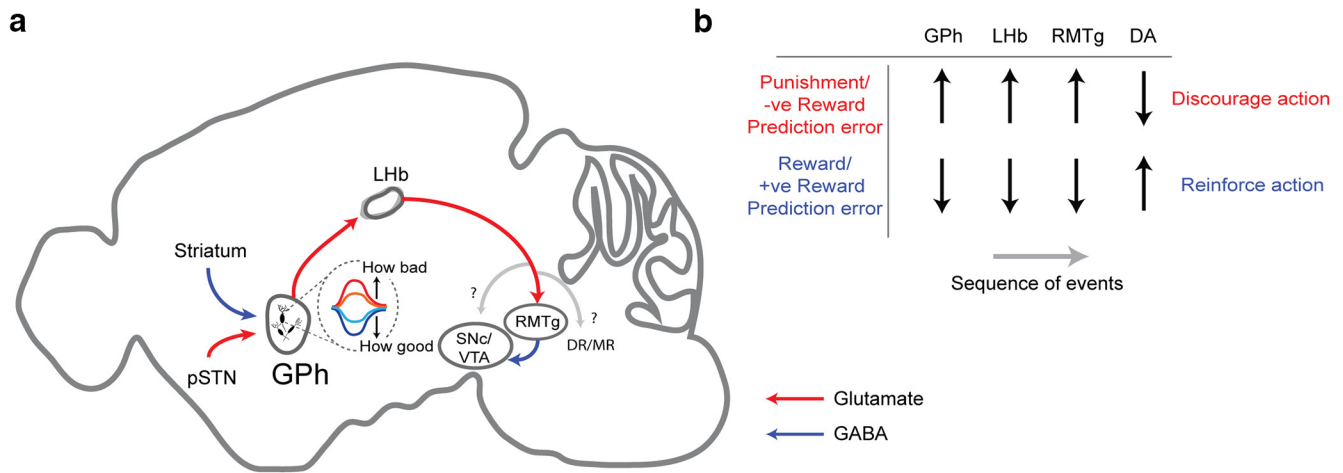 a
LHb
Striatum
How bad
?
?
RMTg
SNc/
VTA
DR/MR
How good
pSTN
GPh
b
GPh LHb RMTg DA
Punishment/
-ve Reward
Prediction error
Discourage action
Reward/
+ve Reward
Prediction error
Reinforce action
Sequence of events
Glutamate
GABA